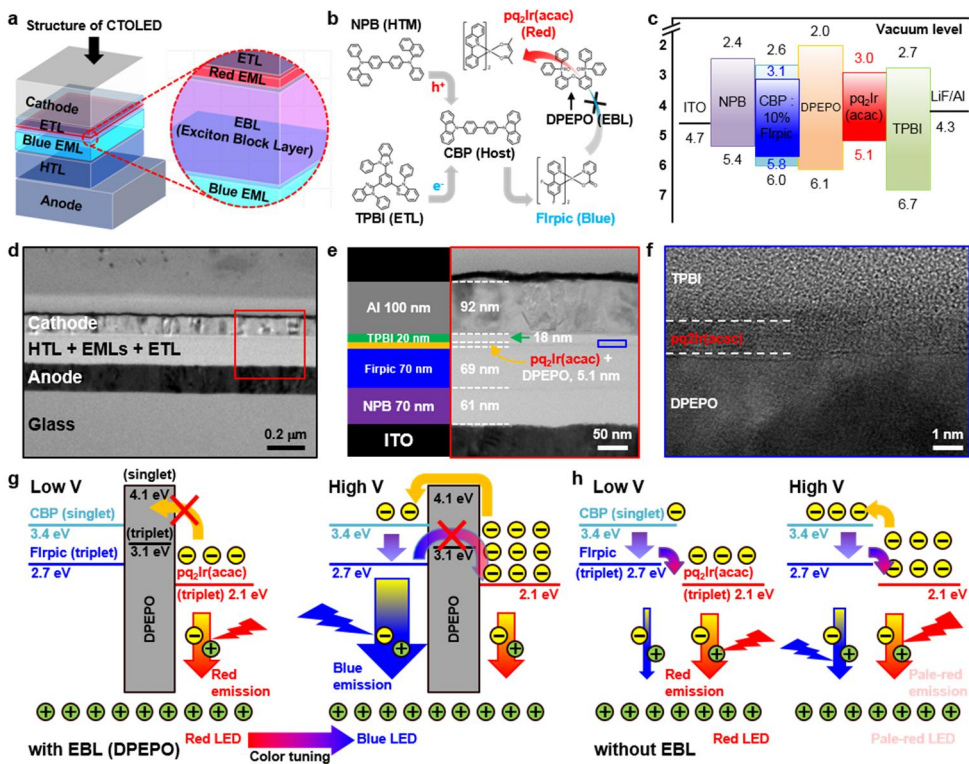 a
Structure of CTOLED
Cathode
ETL
Blue EML
HTL
Anode
ETL
Red EML
EBL
(Exciton Block Layer)
Blue EML
b
NPB (HTM)
pq₂Ir(acac)
(Red)
h⁺
DPEPO (EBL)
CBP (Host)
e⁻
TPBI (ETL)
FIrpic (Blue)
c
Vacuum level
2
3
4
5
6
7
ITO
4.7
2.4
NPB
5.4
2.6
3.1
CBP :
10%
FIrpic
5.8
6.0
2.0
DPEPO
6.1
3.0
pq₂Ir
(acac)
5.1
2.7
TPBI
6.7
LiF/Al
4.3
d
Cathode
HTL + EMLs + ETL
Anode
Glass
0.2 μm
e
Al 100 nm
92 nm
TPBI 20 nm
18 nm
pq₂Ir(acac) +
DPEPO, 5.1 nm
Firpic 70 nm
69 nm
NPB 70 nm
61 nm
ITO
50 nm
f
TPBI
pq₂Ir(acac)
DPEPO
1 nm
g
Low V
(singlet)
4.1 eV
CBP (singlet)
3.4 eV
(triplet)
3.1 eV
FIrpic (triplet)
2.7 eV
pq₂Ir(acac)
(triplet) 2.1 eV
DPEPO
Red
emission
High V
4.1 eV
3.4 eV
3.1 eV
2.7 eV
2.1 eV
DPEPO
Blue
emission
with EBL (DPEPO)
Red LED
Color tuning
Blue LED
h
Low V
CBP (singlet)
3.4 eV
FIrpic
(triplet) 2.7 eV
pq₂Ir(acac)
(triplet) 2.1 eV
Red
emission
High V
3.4 eV
2.7 eV
2.1 eV
Pale-red
emission
without EBL
Red LED
Pale-red LED